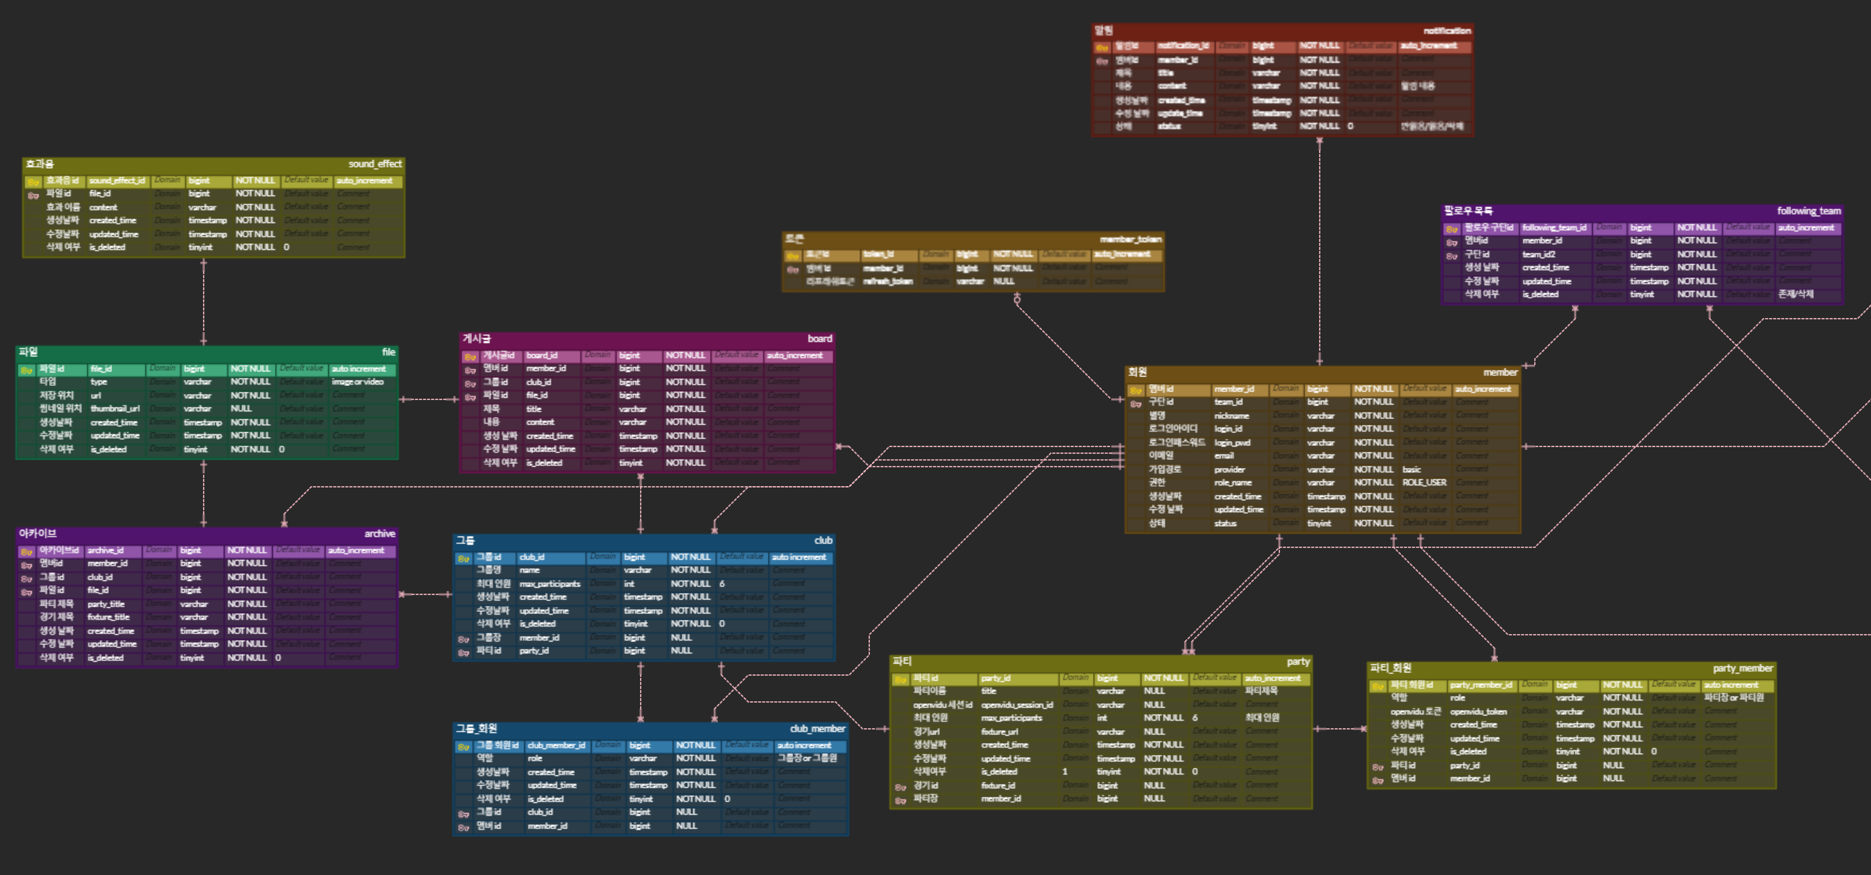 알림 notification
알림id notification_id Domain bigint NOT NULL Default value auto_increment
멤버id member_id Domain bigint NOT NULL Default value Comment
제목 title Domain varchar NOT NULL Default value Comment
내용 content Domain varchar NOT NULL Default value 알림 내용
생성날짜 created_time Domain timestamp NOT NULL Default value Comment
수정 날짜 update_time Domain timestamp NOT NULL Default value Comment
상태 status Domain tinyint NOT NULL 0 안읽음/읽음/삭제
효과음 sound_effect
효과음 id sound_effect_id Domain bigint NOT NULL Default value auto_increment
파일 id file_id Domain bigint NOT NULL Default value Comment
효과 이름 content Domain varchar NOT NULL Default value Comment
생성날짜 created_time Domain timestamp NOT NULL Default value Comment
수정날짜 updated_time Domain timestamp NOT NULL Default value Comment
삭제 여부 is_deleted Domain tinyint NOT NULL 0 Comment
팔로우 목록 following_team
팔로우 구단id following_team_id Domain bigint NOT NULL Default value auto_increment
멤버id member_id Domain bigint NOT NULL Default value Comment
구단 id team_id2 Domain bigint NOT NULL Default value Comment
생성 날짜 created_time Domain timestamp NOT NULL Default value Comment
수정 날짜 updated_time Domain timestamp NOT NULL Default value Comment
삭제 여부 is_deleted Domain tinyint NOT NULL Default value 존재/삭제
토큰 member_token
토큰id token_id Domain bigint NOT NULL Default value auto_increment
멤버 id member_id Domain bigint NOT NULL Default value Comment
리프레쉬토큰 refresh_token Domain varchar NULL Default value Comment
파일 file
파일 id file_id Domain bigint NOT NULL Default value auto increment
타입 type Domain varchar NOT NULL Default value image or video
저장 위치 url Domain varchar NOT NULL Default value Comment
썸네일 위치 thumbnail_url Domain varchar NULL Default value Comment
생성날짜 created_time Domain timestamp NOT NULL Default value Comment
수정날짜 updated_time Domain timestamp NOT NULL Default value Comment
삭제 여부 is_deleted Domain tinyint NOT NULL 0 Comment
게시글 board
게시글id board_id Domain bigint NOT NULL Default value auto_increment
멤버 id member_id Domain bigint NOT NULL Default value Comment
그룹 id club_id Domain bigint NOT NULL Default value Comment
파일 id file_id Domain bigint NOT NULL Default value Comment
제목 title Domain varchar NOT NULL Default value Comment
내용 content Domain varchar NOT NULL Default value Comment
생성 날짜 created_time Domain timestamp NOT NULL Default value Comment
수정 날짜 updated_time Domain timestamp NOT NULL Default value Comment
삭제 여부 is_deleted Domain tinyint NOT NULL Default value Comment
회원 member
멤버 id member_id Domain bigint NOT NULL Default value auto_increment
구단 id team_id Domain bigint NOT NULL Default value Comment
별명 nickname Domain varchar NOT NULL Default value Comment
로그인아이디 login_id Domain varchar NOT NULL Default value Comment
로그인패스워드 login_pwd Domain varchar NOT NULL Default value Comment
이메일 email Domain varchar NOT NULL Default value Comment
가입경로 provider Domain varchar NOT NULL basic Comment
권한 role_name Domain varchar NOT NULL ROLE_USER Comment
생성날짜 created_time Domain timestamp NOT NULL Default value Comment
수정 날짜 updated_time Domain timestamp NOT NULL Default value Comment
상태 status Domain tinyint NOT NULL Default value Comment
아카이브 archive
아카이브id archive_id Domain bigint NOT NULL Default value auto_increment
멤버id member_id Domain bigint NOT NULL Default value Comment
그룹 id club_id Domain bigint NOT NULL Default value Comment
파일 id file_id Domain bigint NOT NULL Default value Comment
파티 제목 party_title Domain varchar NOT NULL Default value Comment
경기 제목 fixture_title Domain varchar NOT NULL Default value Comment
생성 날짜 created_time Domain timestamp NOT NULL Default value Comment
수정 날짜 updated_time Domain timestamp NOT NULL Default value Comment
삭제 여부 is_deleted Domain tinyint NOT NULL 0 Comment
그룹 club
그룹 id club_id Domain bigint NOT NULL Default value auto increment
그룹명 name Domain varchar NOT NULL Default value Comment
최대 인원 max_participants Domain int NOT NULL 6 Comment
생성날짜 created_time Domain timestamp NOT NULL Default value Comment
수정날짜 updated_time Domain timestamp NOT NULL Default value Comment
삭제 여부 is_deleted Domain tinyint NOT NULL 0 Comment
그룹장 member_id Domain bigint NULL Default value Comment
파티 id party_id Domain bigint NULL Default value Comment
파티 party
파티 id party_id Domain bigint NOT NULL Default value auto_increment
파티이름 title Domain varchar NULL Default value 파티제목
openvidu 세션 id openvidu_session_id Domain varchar NULL Default value Comment
최대 인원 max_participants Domain int NOT NULL 6 최대 인원
경기url fixture_url Domain varchar NULL Default value Comment
생성날짜 created_time Domain timestamp NOT NULL Default value Comment
수정날짜 updated_time Domain timestamp NOT NULL Default value Comment
삭제여부 is_deleted 1 tinyint NOT NULL 0 Comment
경기 id fixture_id Domain bigint NULL Default value Comment
파티장 member_id Domain bigint NULL Default value Comment
파티_회원 party_member
파티 회원 id party_member_id Domain bigint NOT NULL Default value auto increment
역할 role Domain varchar NOT NULL Default value 파티장 or 파티원
openvidu 토큰 openvidu_token Domain varchar NOT NULL Default value Comment
생성날짜 created_time Domain timestamp NOT NULL Default value Comment
수정날짜 updated_time Domain timestamp NOT NULL Default value Comment
삭제 여부 is_deleted Domain tinyint NOT NULL 0 Comment
파티 id party_id Domain bigint NULL Default value Comment
멤버 id member_id Domain bigint NULL Default value Comment
그룹_회원 club_member
그룹 회원 id club_member_id Domain bigint NOT NULL Default value auto increment
역할 role Domain varchar NOT NULL Default value 그룹장 or 그룹원
생성날짜 created_time Domain timestamp NOT NULL Default value Comment
수정날짜 updated_time Domain timestamp NOT NULL Default value Comment
삭제 여부 is_deleted Domain tinyint NOT NULL 0 Comment
그룹 id club_id Domain bigint NULL Default value Comment
멤버 id member_id Domain bigint NULL Default value Comment